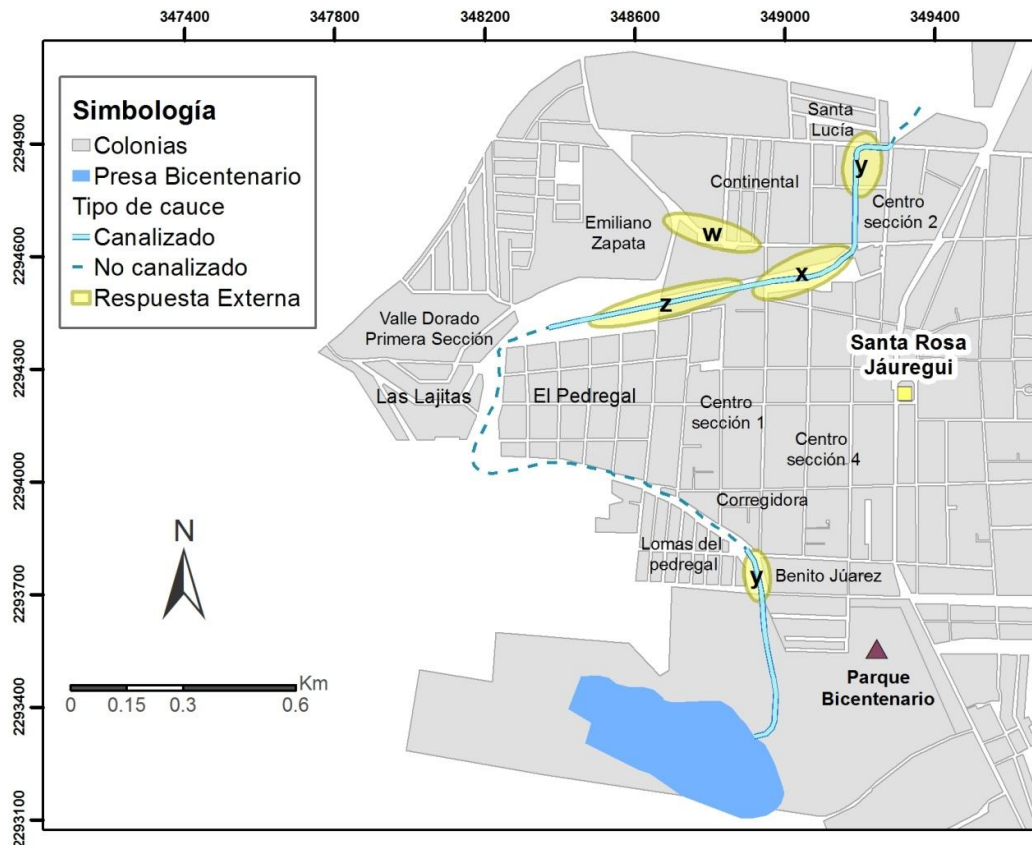 347400 347800 348200 348600 349000 349400
2294900
2294600
2294300
2294000
2293700
2293400
2293100
Simbología
Colonias
Presa Bicentenario
Tipo de cauce
Canalizado
No canalizado
Respuesta Externa
Santa
Lucía
y
Continental
Centro
sección 2
Emiliano
Zapata
w
x
z
Valle Dorado
Primera Sección
Santa Rosa
Jáuregui
Las Lajitas
El Pedregal
Centro
sección 1
Centro
sección 4
Corregidora
Lomas del
pedregal
y
Benito Júarez
Parque
Bicentenario
N
Km
0 0.15 0.3 0.6